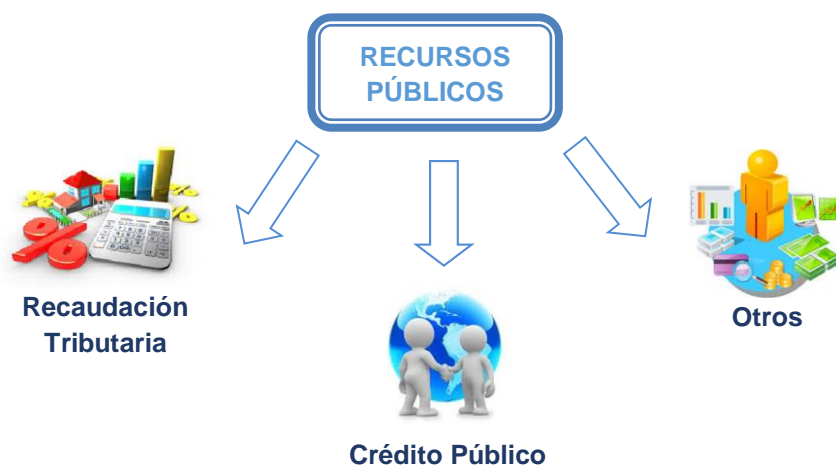 RECURSOS
PÚBLICOS
Recaudación
Tributaria
Otros
Crédito Público